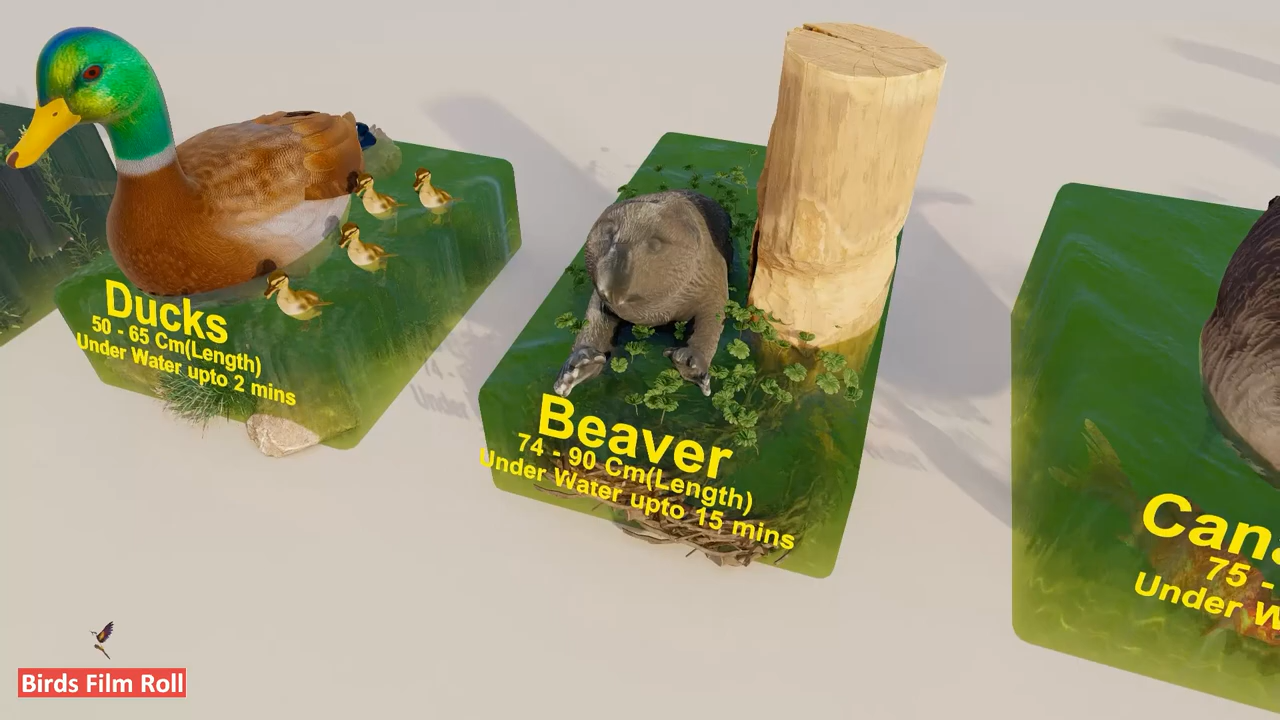 Ducks
50 - 65 Cm(Length)
Under Water upto 2 mins
Beaver
74 - 90 Cm(Length)
Under Water upto 15 mins
75 -
Under
Birds Film Roll